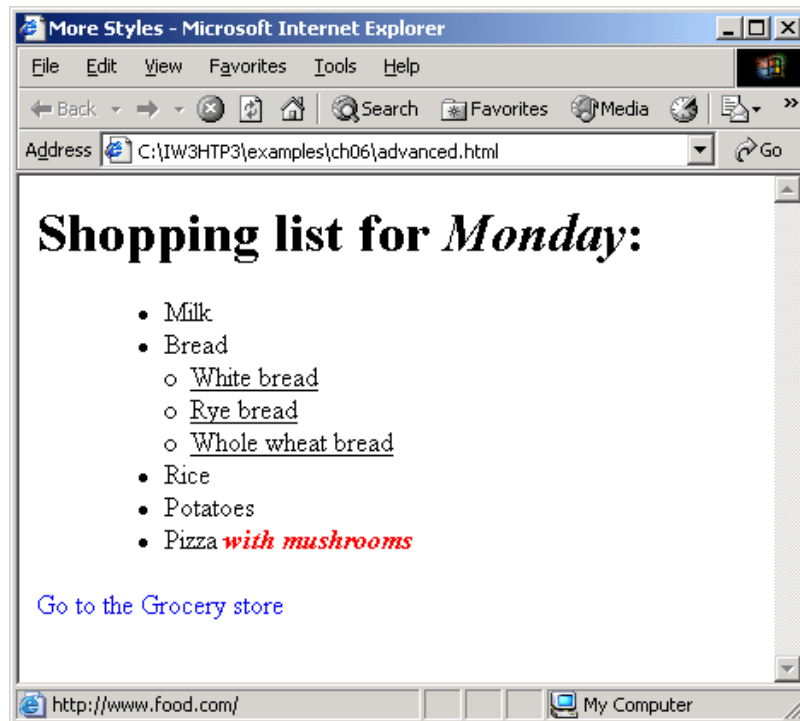 More Styles - Microsoft Internet Explorer
File Edit View Favorites Tools Help
Back Search Favorites Media »
Address C:\IW3HTP3\examples\ch06\advanced.html Go
Shopping list for Monday:
• Milk
• Bread
o White bread
o Rye bread
o Whole wheat bread
• Rice
• Potatoes
• Pizza with mushrooms
Go to the Grocery store
http://www.food.com/ My Computer